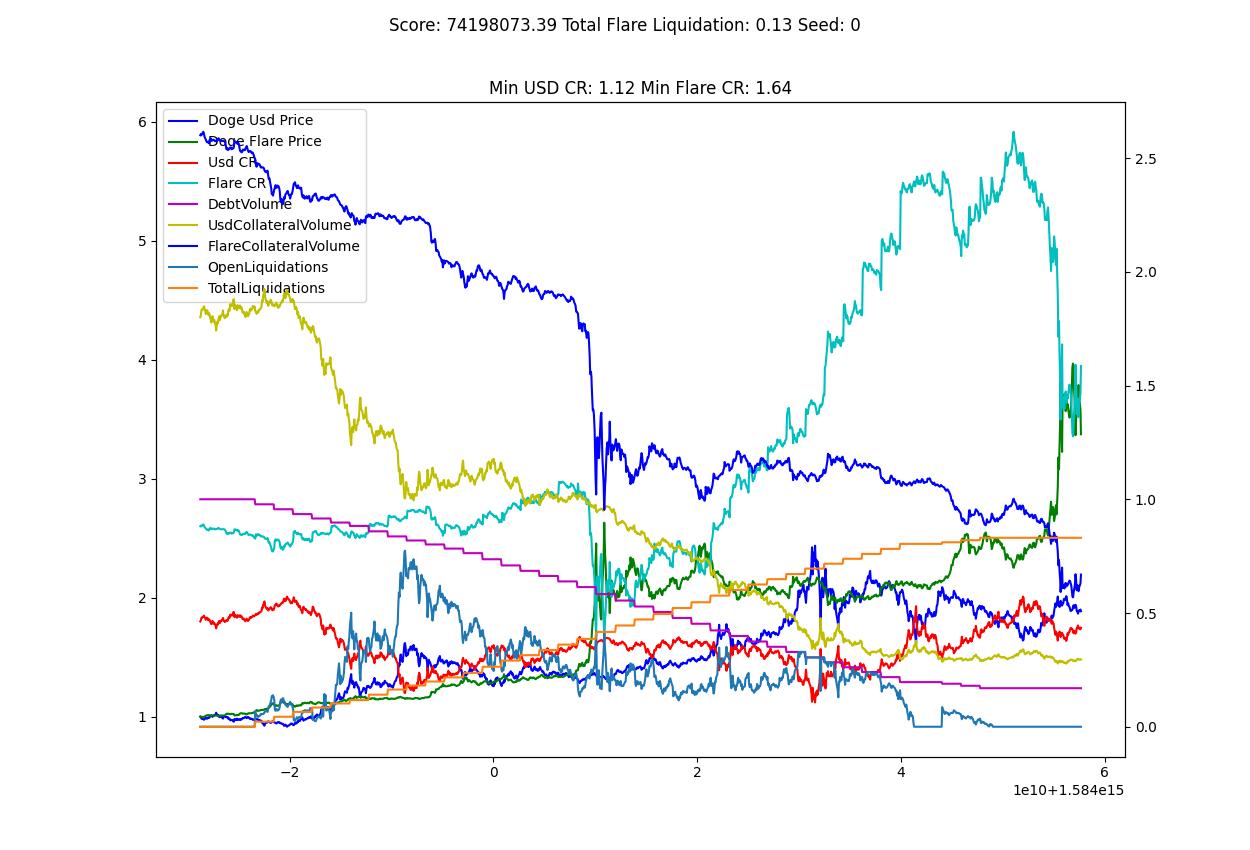 Score: 74198073.39 Total Flare Liquidation: 0.13 Seed: 0
Min USD CR: 1.12 Min Flare CR: 1.64
Doge Usd Price
Doge Flare Price
Usd CR
Flare CR
DebtVolume
UsdCollateralVolume
FlareCollateralVolume
OpenLiquidations
TotalLiquidations
6
5
4
3
2
1
2.5
2.0
1.5
1.0
0.5
0.0
−2
0
2
4
6
1e10+1.584e15